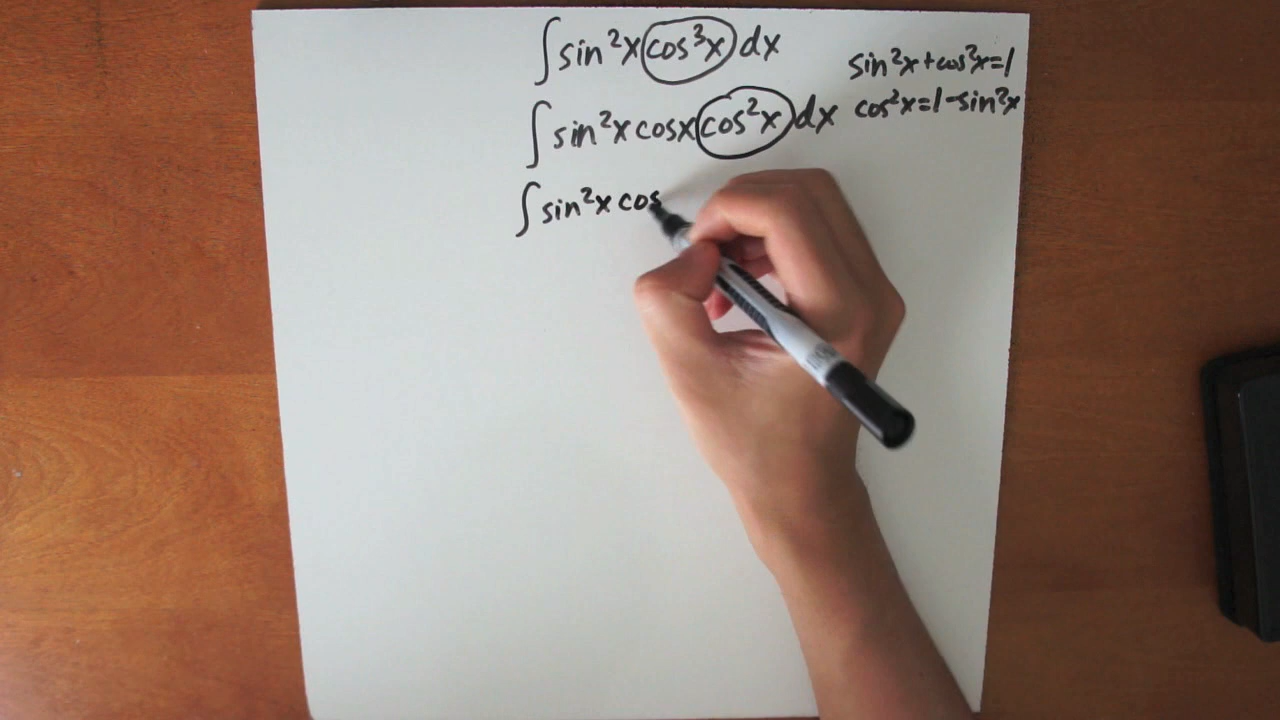 ∫sin²x cos³x dx
sin²x+cos²x=1
∫sin²x cosx cos²x dx
cos²x=1-sin²x
∫sin²x cos